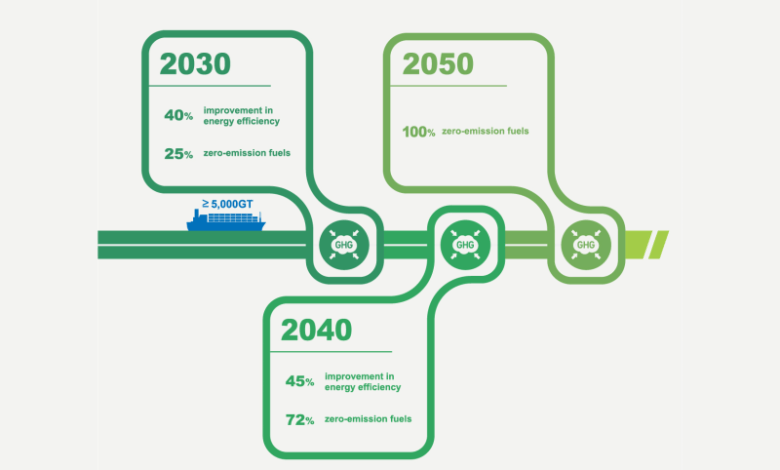 2030
40% improvement in
energy efficiency
25% zero-emission fuels
2050
100% zero-emission fuels
≥ 5,000GT
GHG
GHG
GHG
2040
45% improvement in
energy efficiency
72% zero-emission fuels